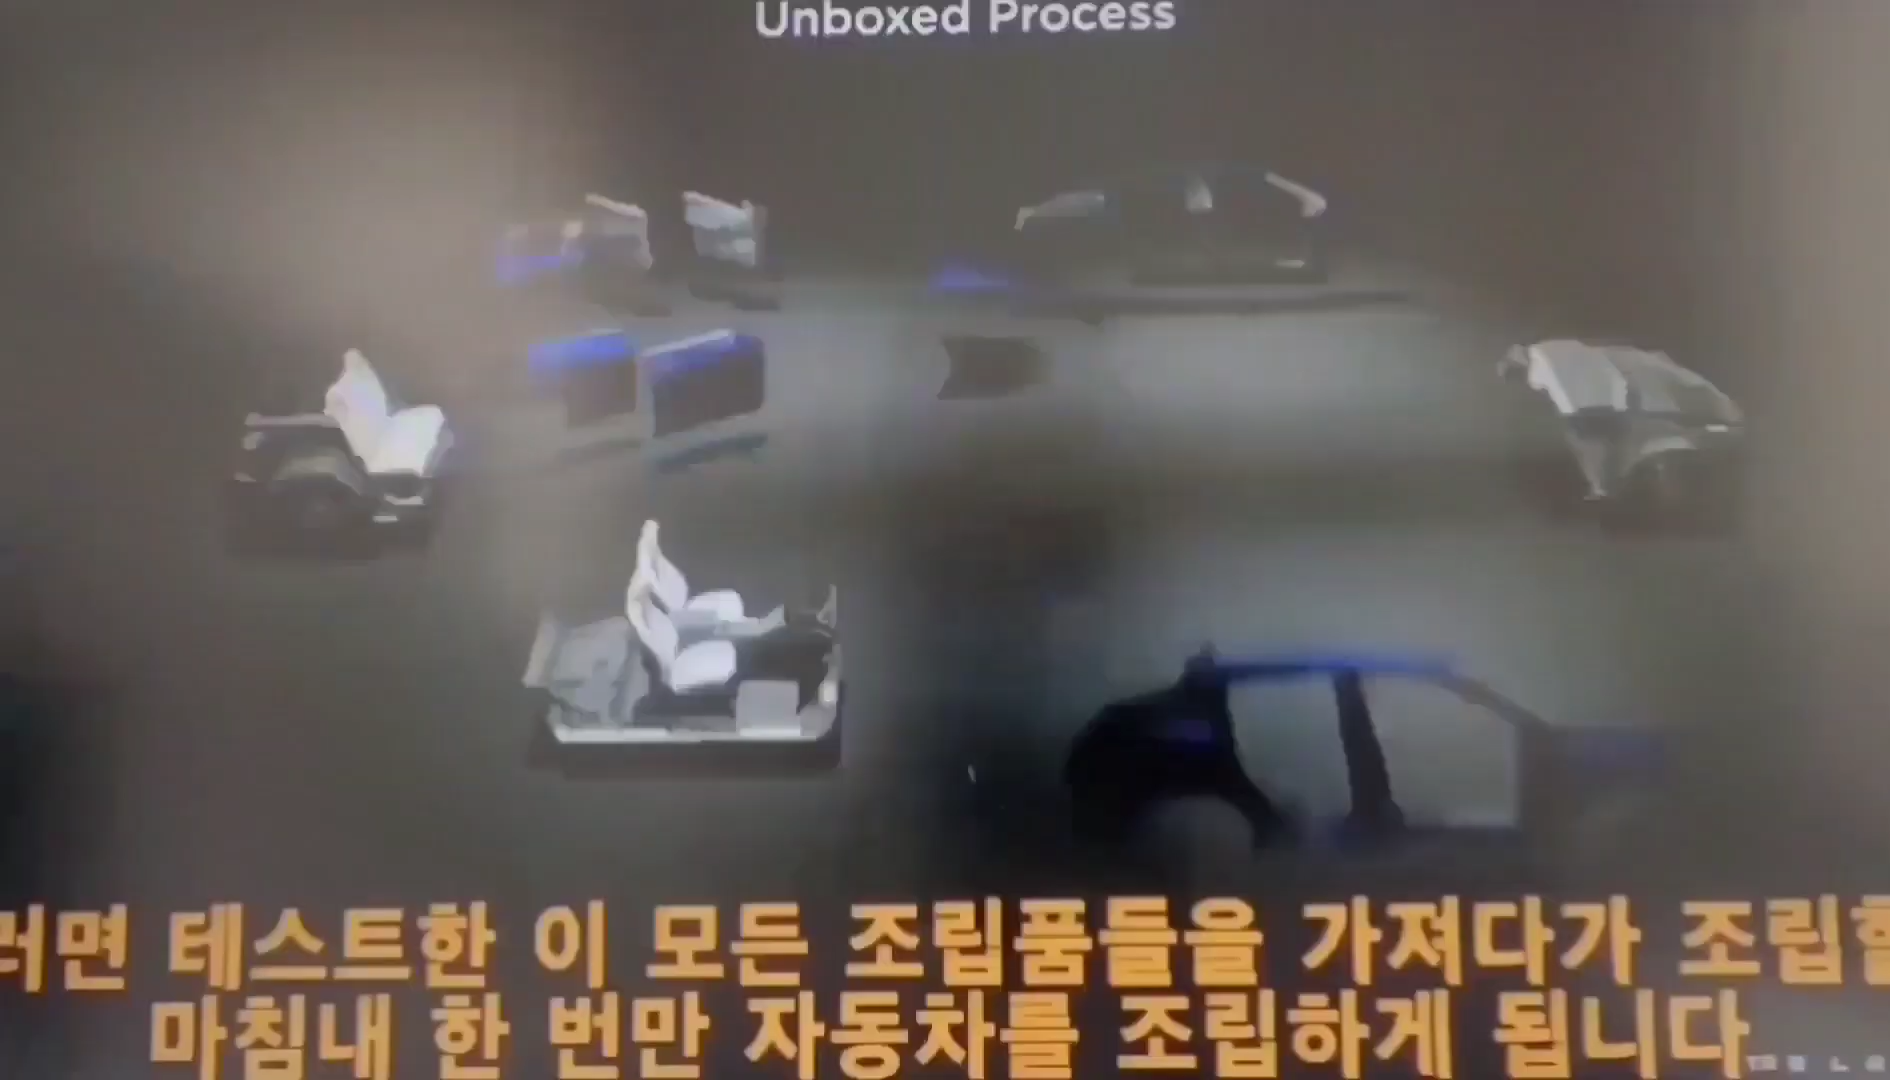 Unboxed Process
러면 테스트한 이 모든 조립품들을 가져다가 조립할
마침내 한 번만 자동차를 조립하게 됩니다